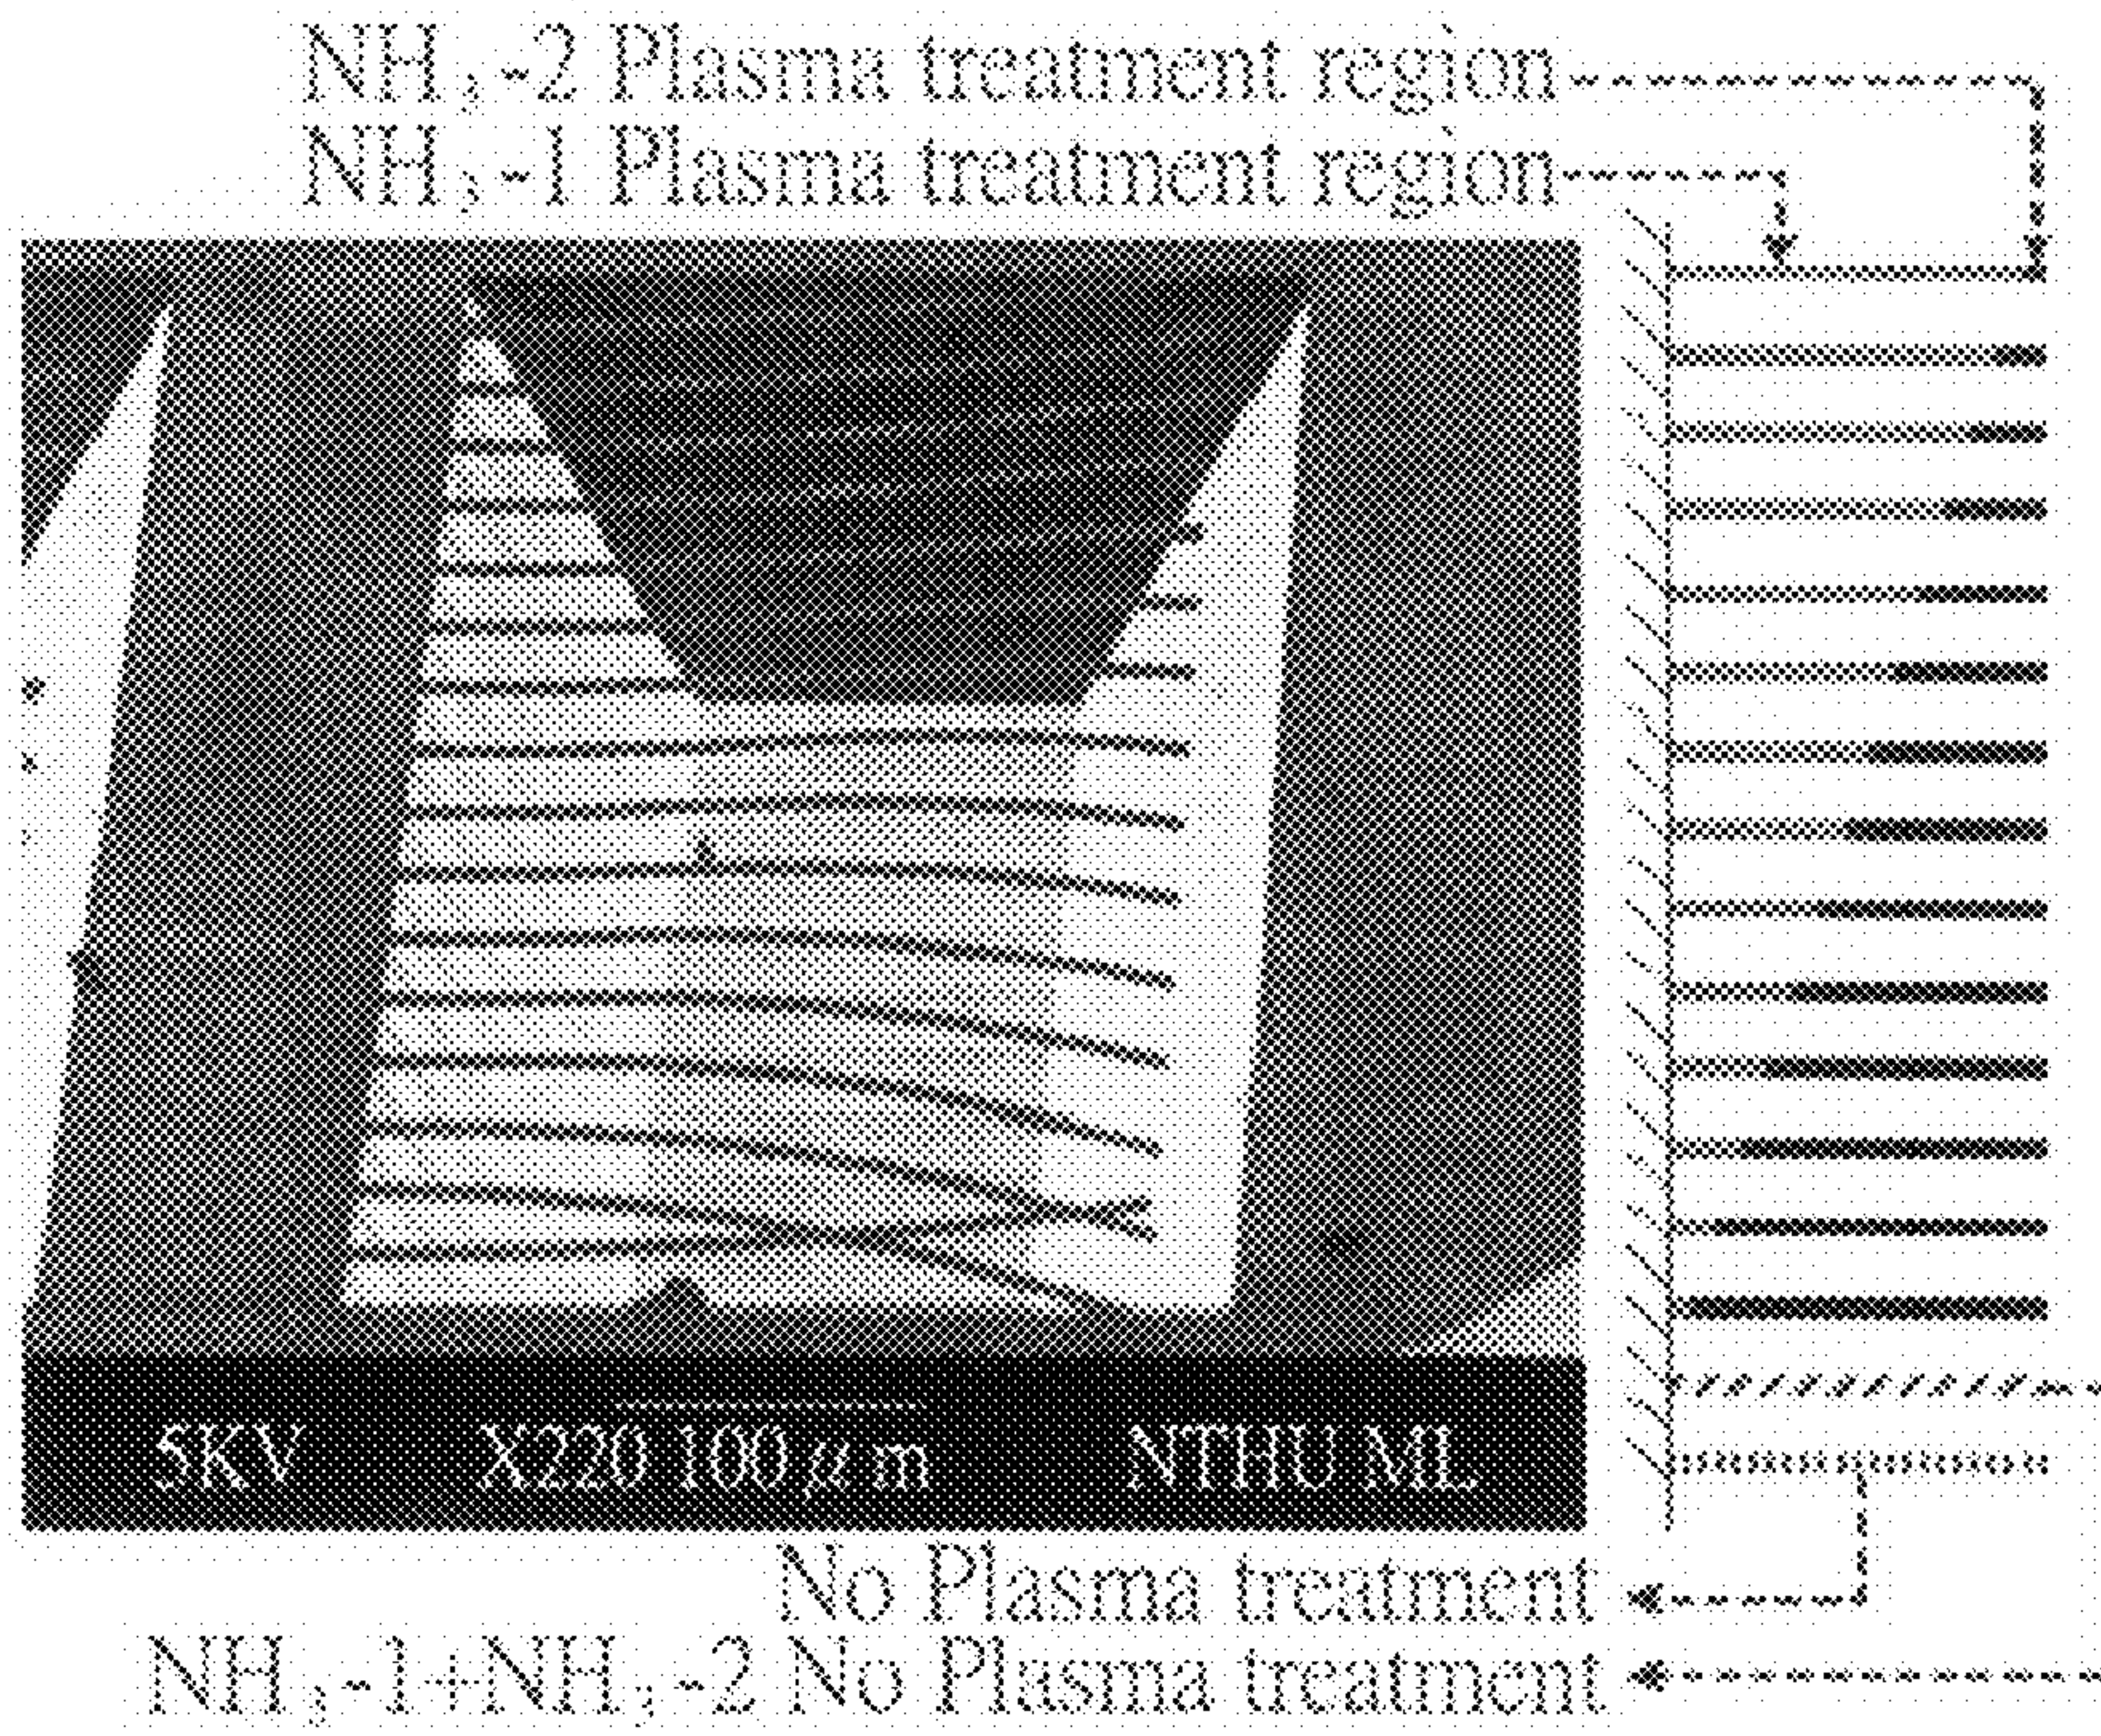 NH₃-2 Plasma treatment region
NH₃-1 Plasma treatment region
5KV X220 100μm NTHU ML
No Plasma treatment
NH₃-1+NH₃-2 No Plasma treatment